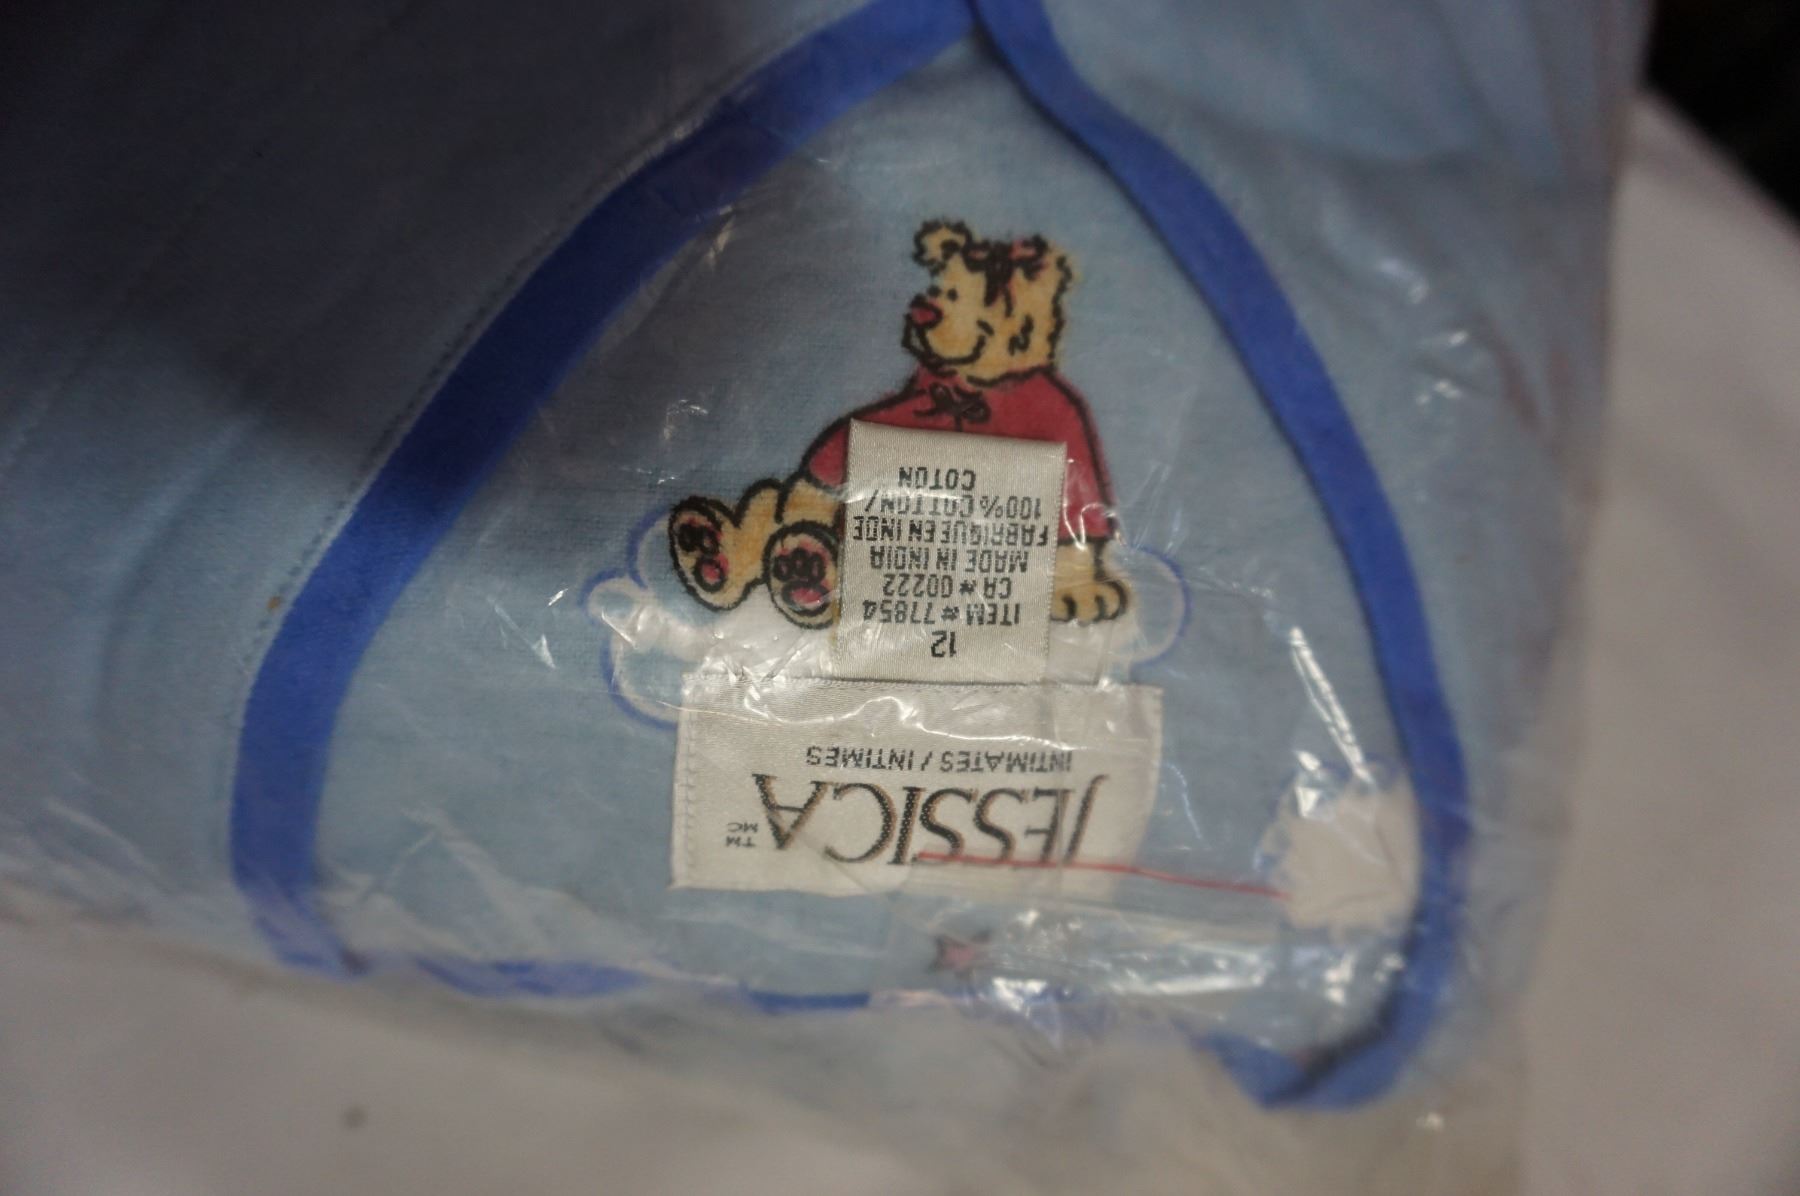 JESSICA
TM
MC
INTIMATES / INTIMES
12
ITEM # 77854
CA # 00222
MADE IN INDIA
FABRIQUE EN INDE
100% COTTON /
COTON